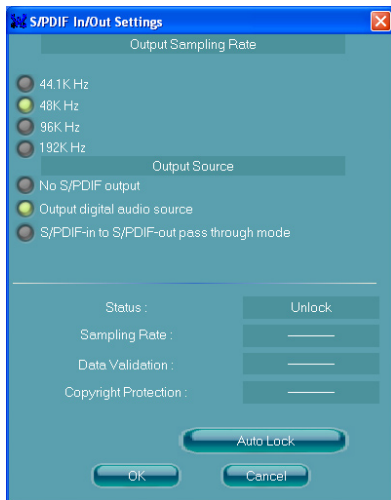 S/PDIF In/Out Settings
Output Sampling Rate
44.1K Hz
48K Hz
96K Hz
192K Hz
Output Source
No S/PDIF output
Output digital audio source
S/PDIF-in to S/PDIF-out pass through mode
Status : Unlock
Sampling Rate : ———
Data Validation : ———
Copyright Protection : ———
Auto Lock
OK Cancel